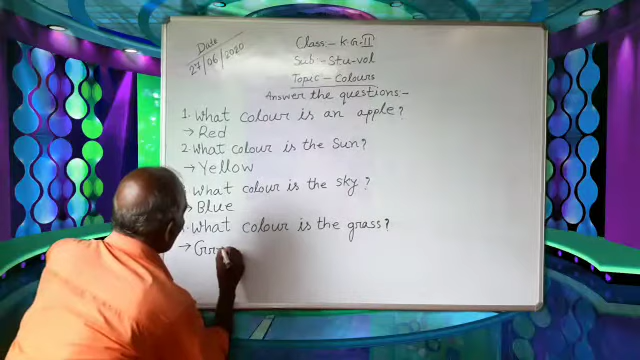 Date
27/06/2020
Class - K.G.II
Sub - Stu-vol
Topic - Colours
Answer the questions:-
1. What colour is an apple?
→ Red
2. What colour is the Sun?
→ Yellow
What colour is the sky?
→ Blue
What colour is the grass?
→ Gr